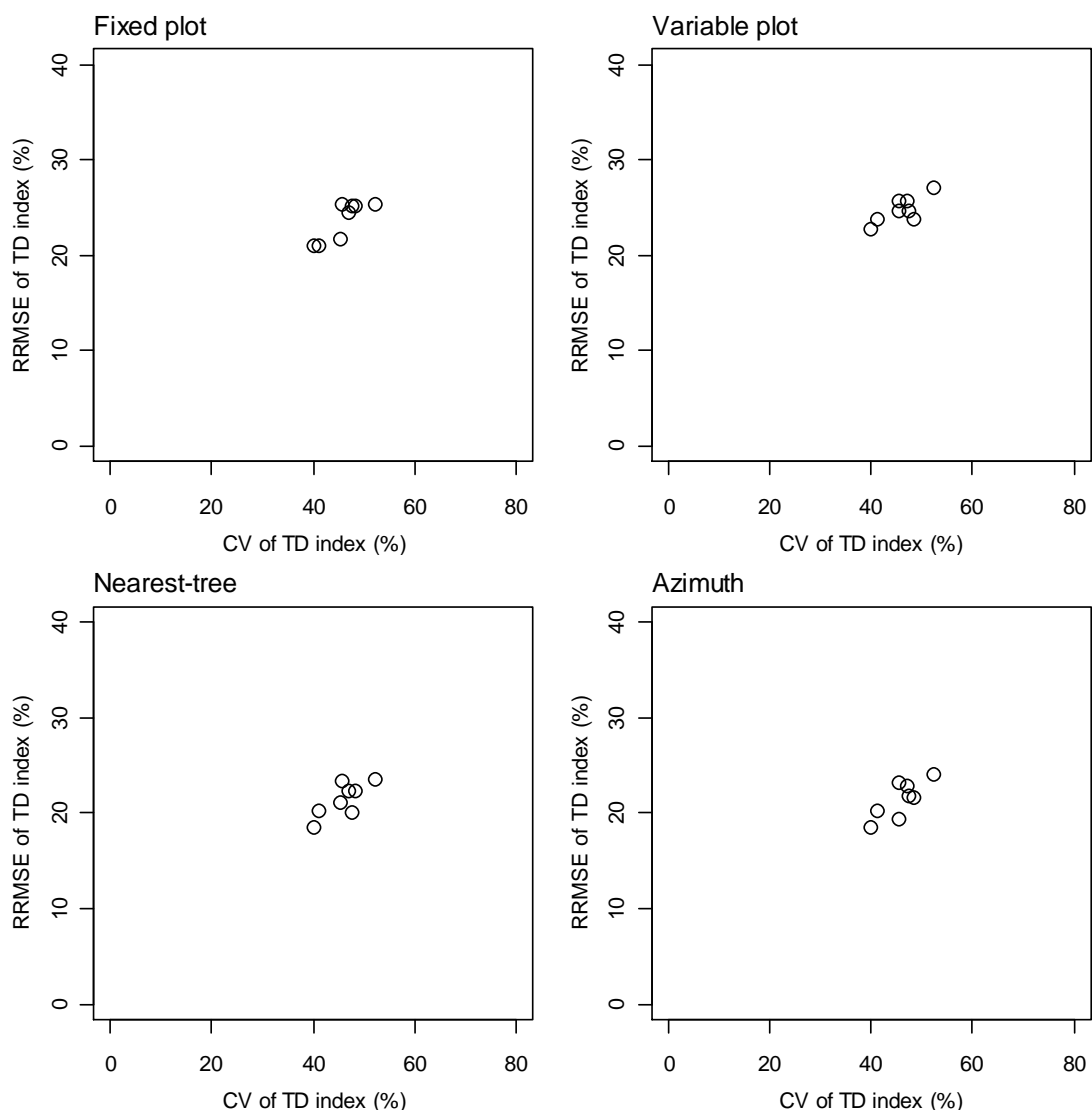 Fixed plot
40
30
20
10
0
RRMSE of TD index (%)
0 20 40 60 80
CV of TD index (%)
Variable plot
40
30
20
10
0
RRMSE of TD index (%)
0 20 40 60 80
CV of TD index (%)
Nearest-tree
40
30
20
10
0
RRMSE of TD index (%)
0 20 40 60 80
CV of TD index (%)
Azimuth
40
30
20
10
0
RRMSE of TD index (%)
0 20 40 60 80
CV of TD index (%)